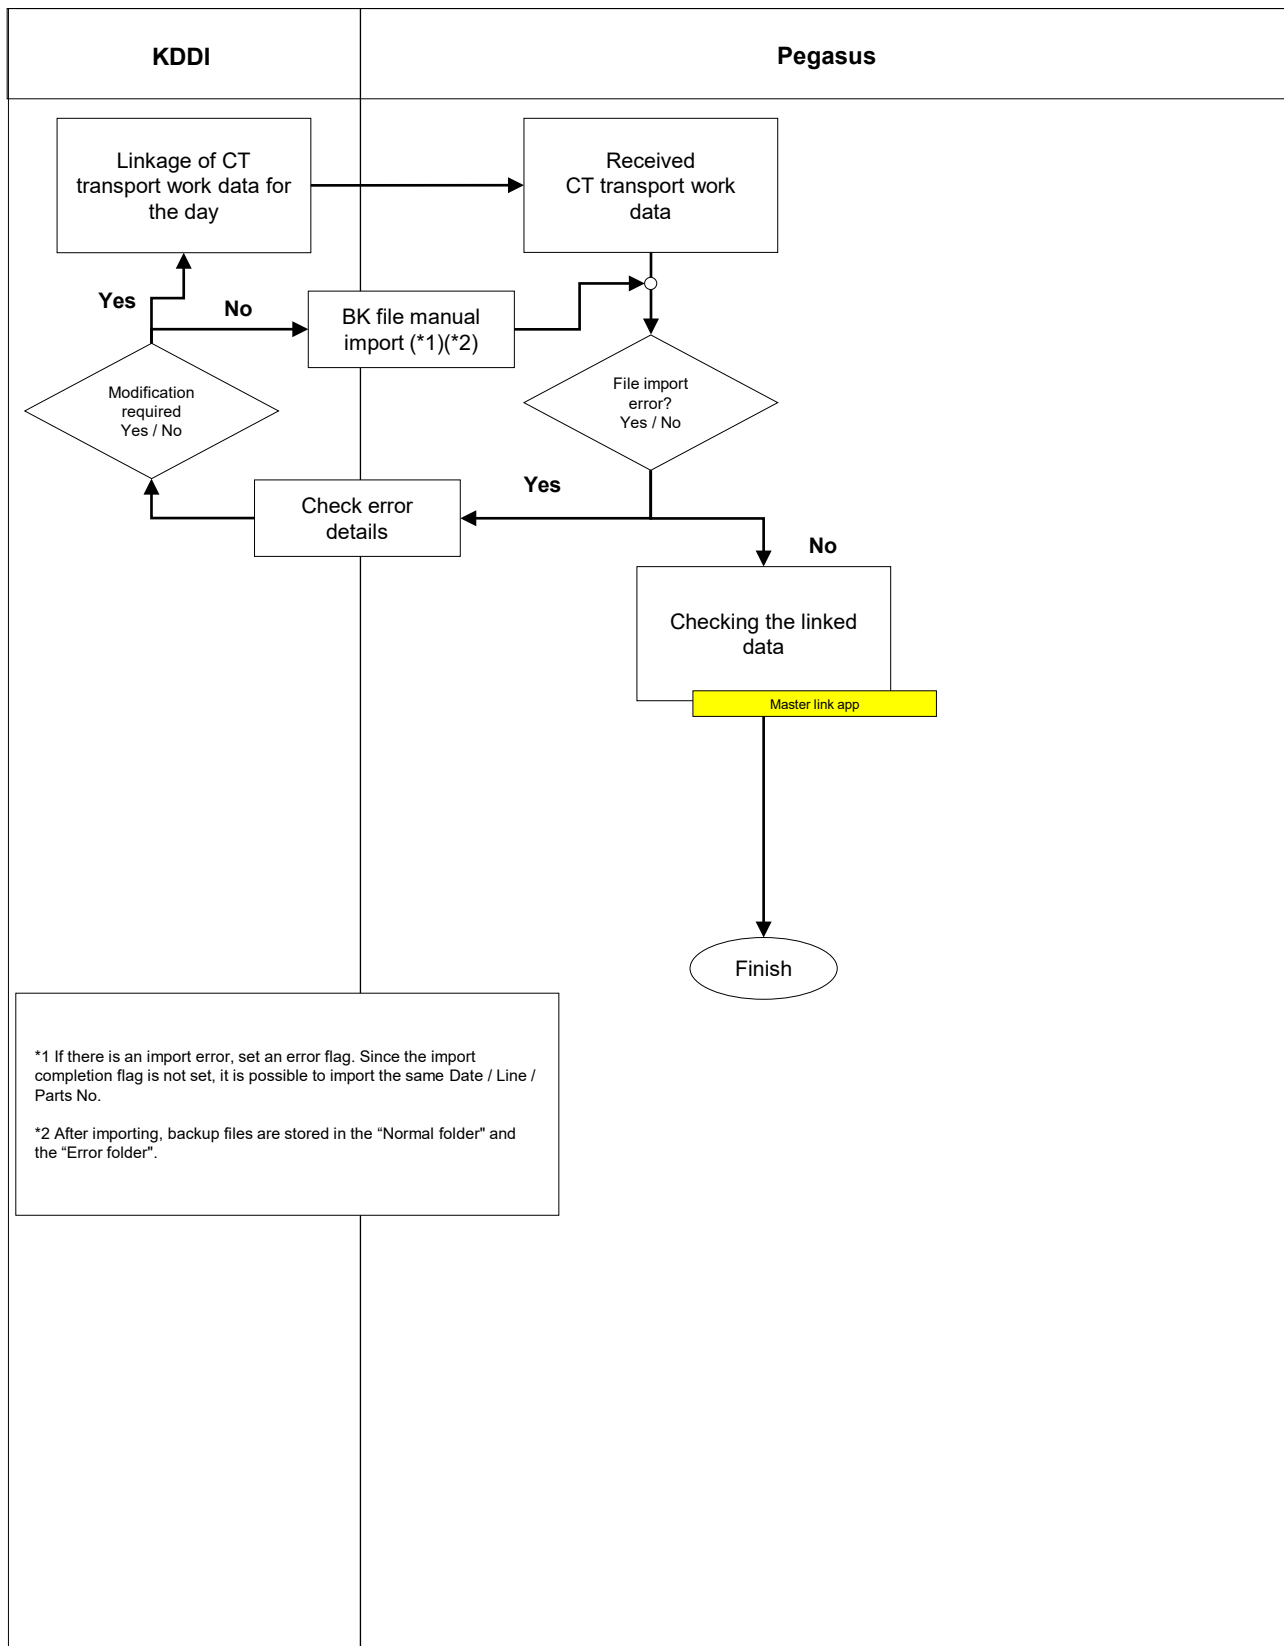 KDDI
Pegasus
Linkage of CT
transport work data for
the day
Received
CT transport work
data
Yes
No
BK file manual
import (*1)(*2)
Modification
required
Yes / No
File import
error?
Yes / No
Check error
details
Yes
No
Checking the linked
data
Master link app
Finish
*1 If there is an import error, set an error flag. Since the import
completion flag is not set, it is possible to import the same Date / Line /
Parts No.
*2 After importing, backup files are stored in the “Normal folder" and
the “Error folder".